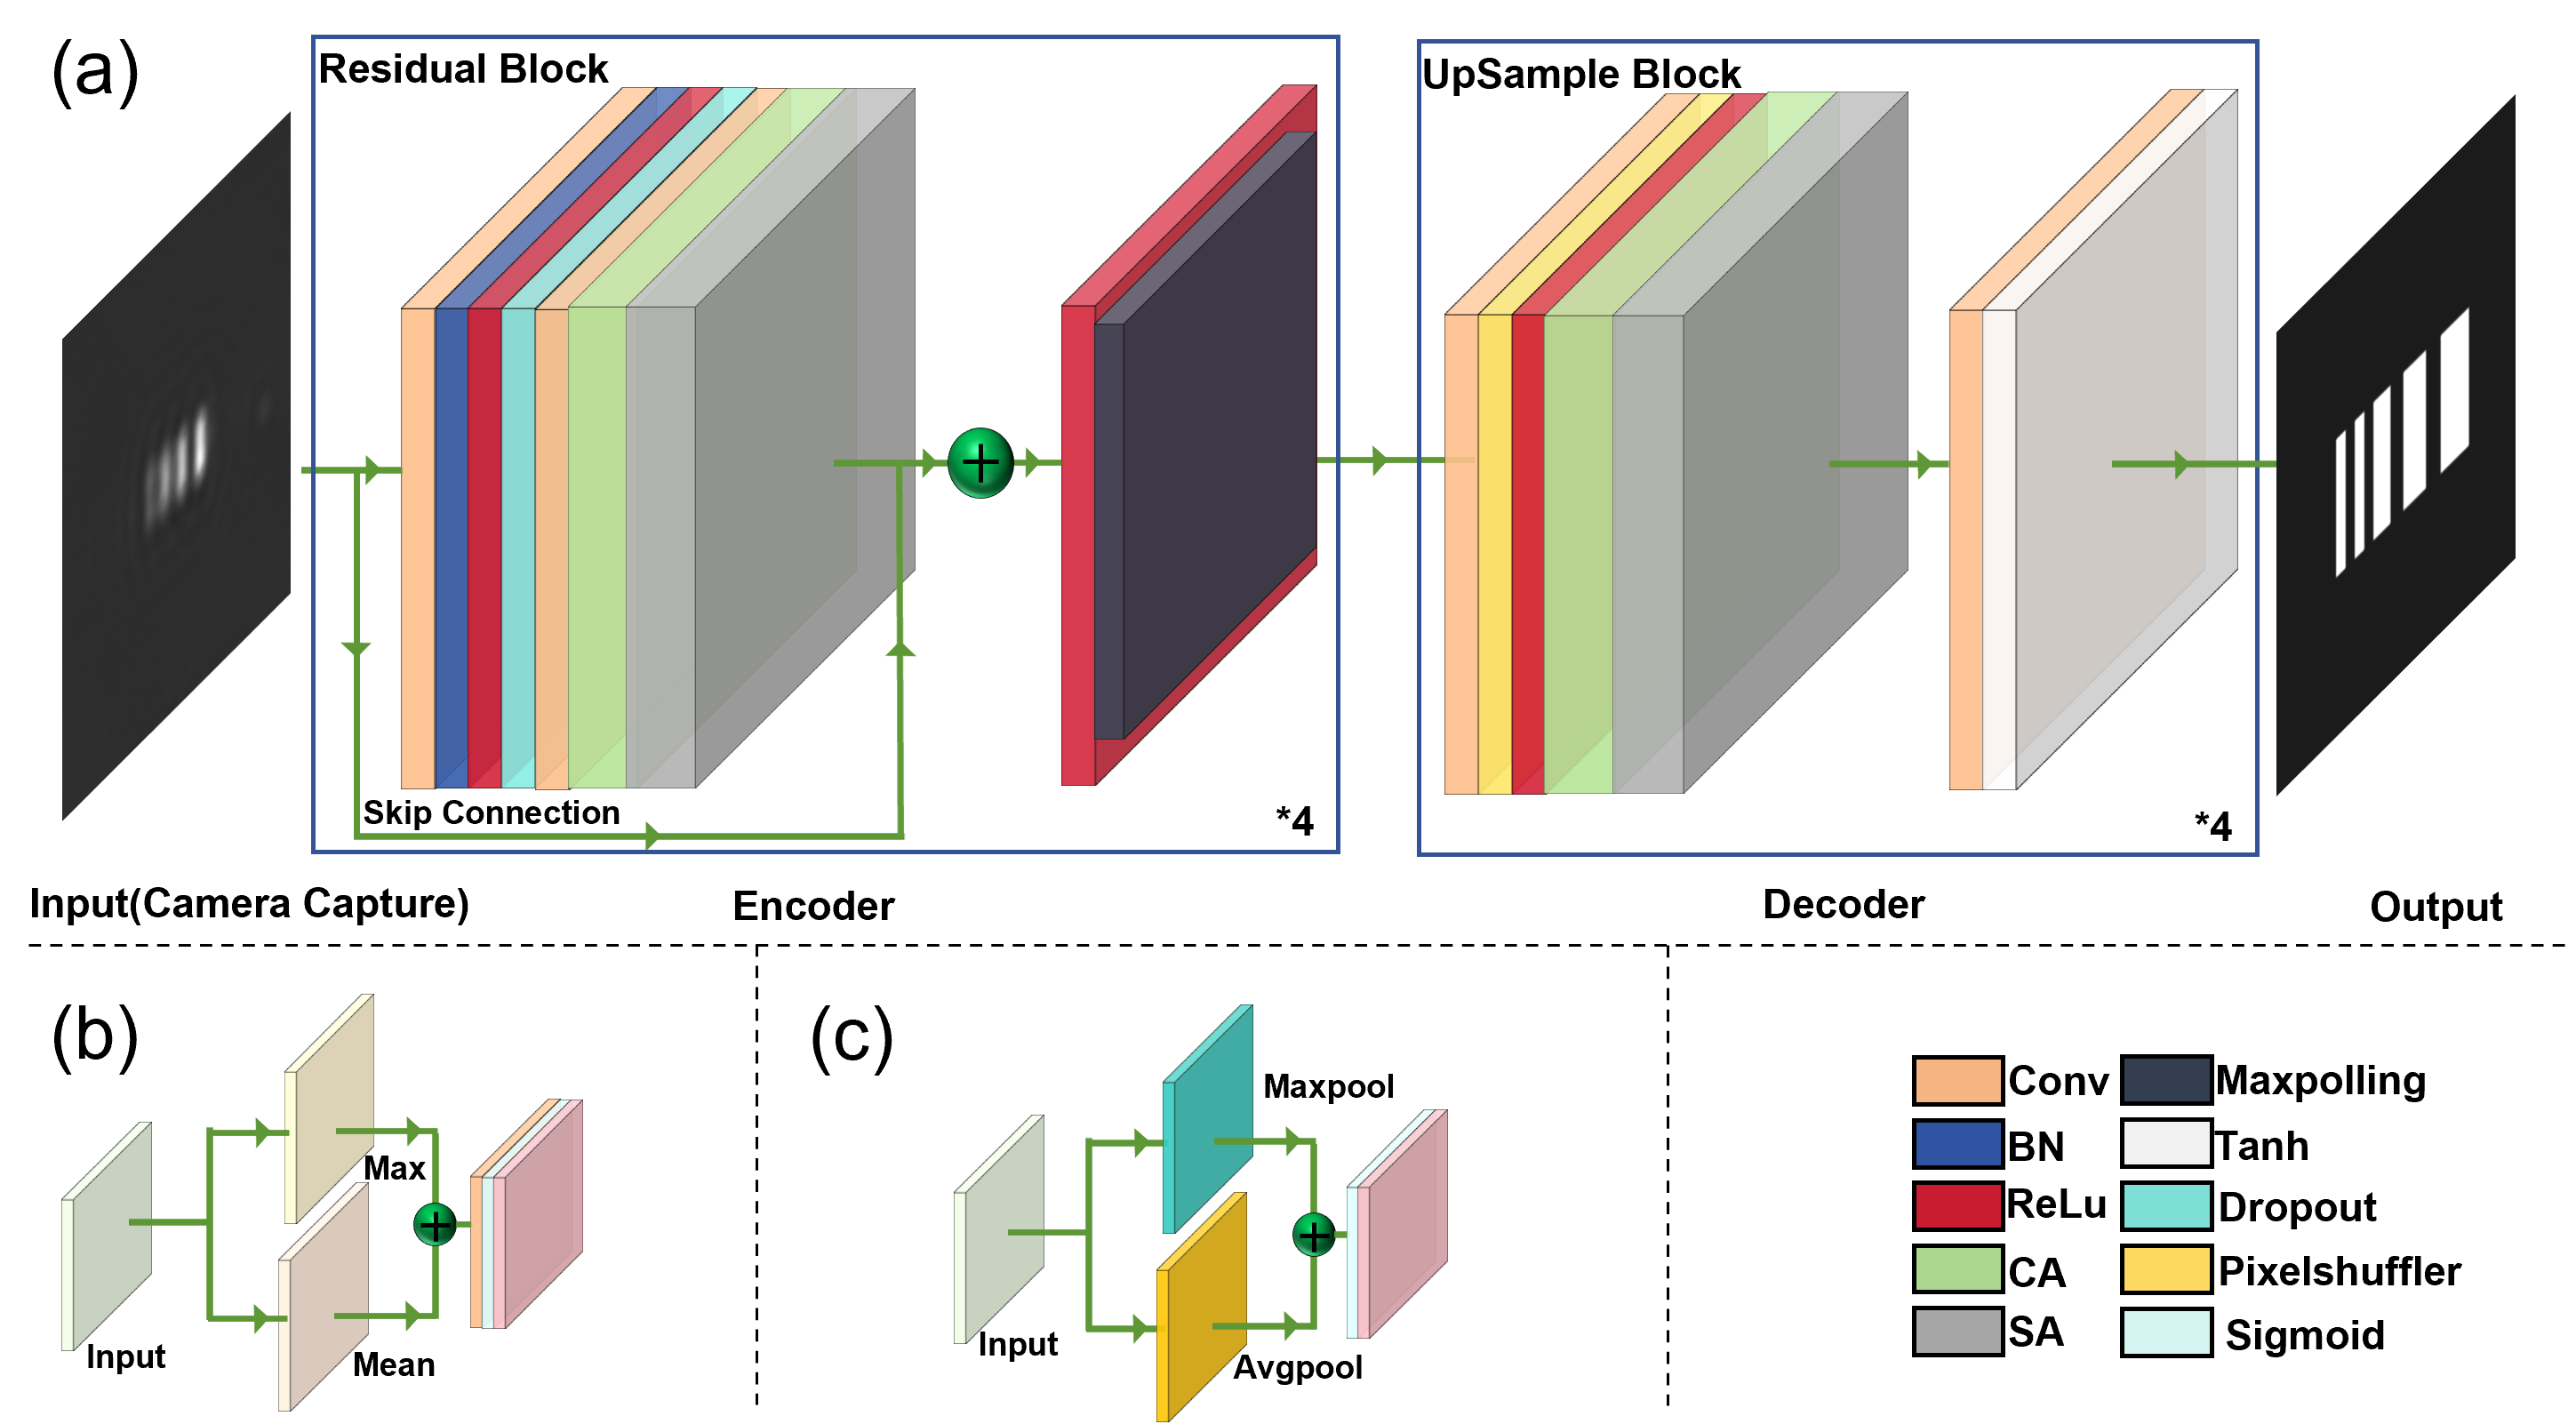 (a)
Residual Block
UpSample Block
Skip Connection
*4
*4
Input(Camera Capture)
Encoder
Decoder
Output
(b)
Max
Input
Mean
(c)
Maxpool
Input
Avgpool
Conv
Maxpolling
BN
Tanh
ReLu
Dropout
CA
Pixelshuffler
SA
Sigmoid